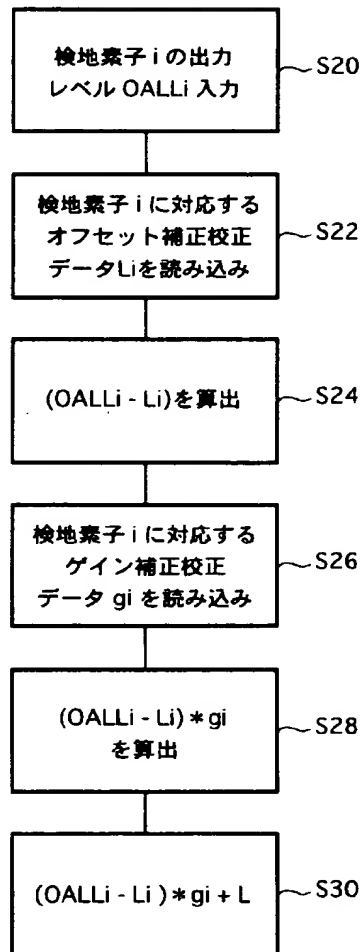 検地素子 i の出力
レベル OALLi 入力
S20
検地素子 i に対応する
オフセット補正校正
データLiを読み込み
S22
(OALLi - Li)を算出
S24
検地素子 i に対応する
ゲイン補正校正
データ gi を読み込み
S26
(OALLi - Li)*gi
を算出
S28
(OALLi - Li )*gi + L
S30